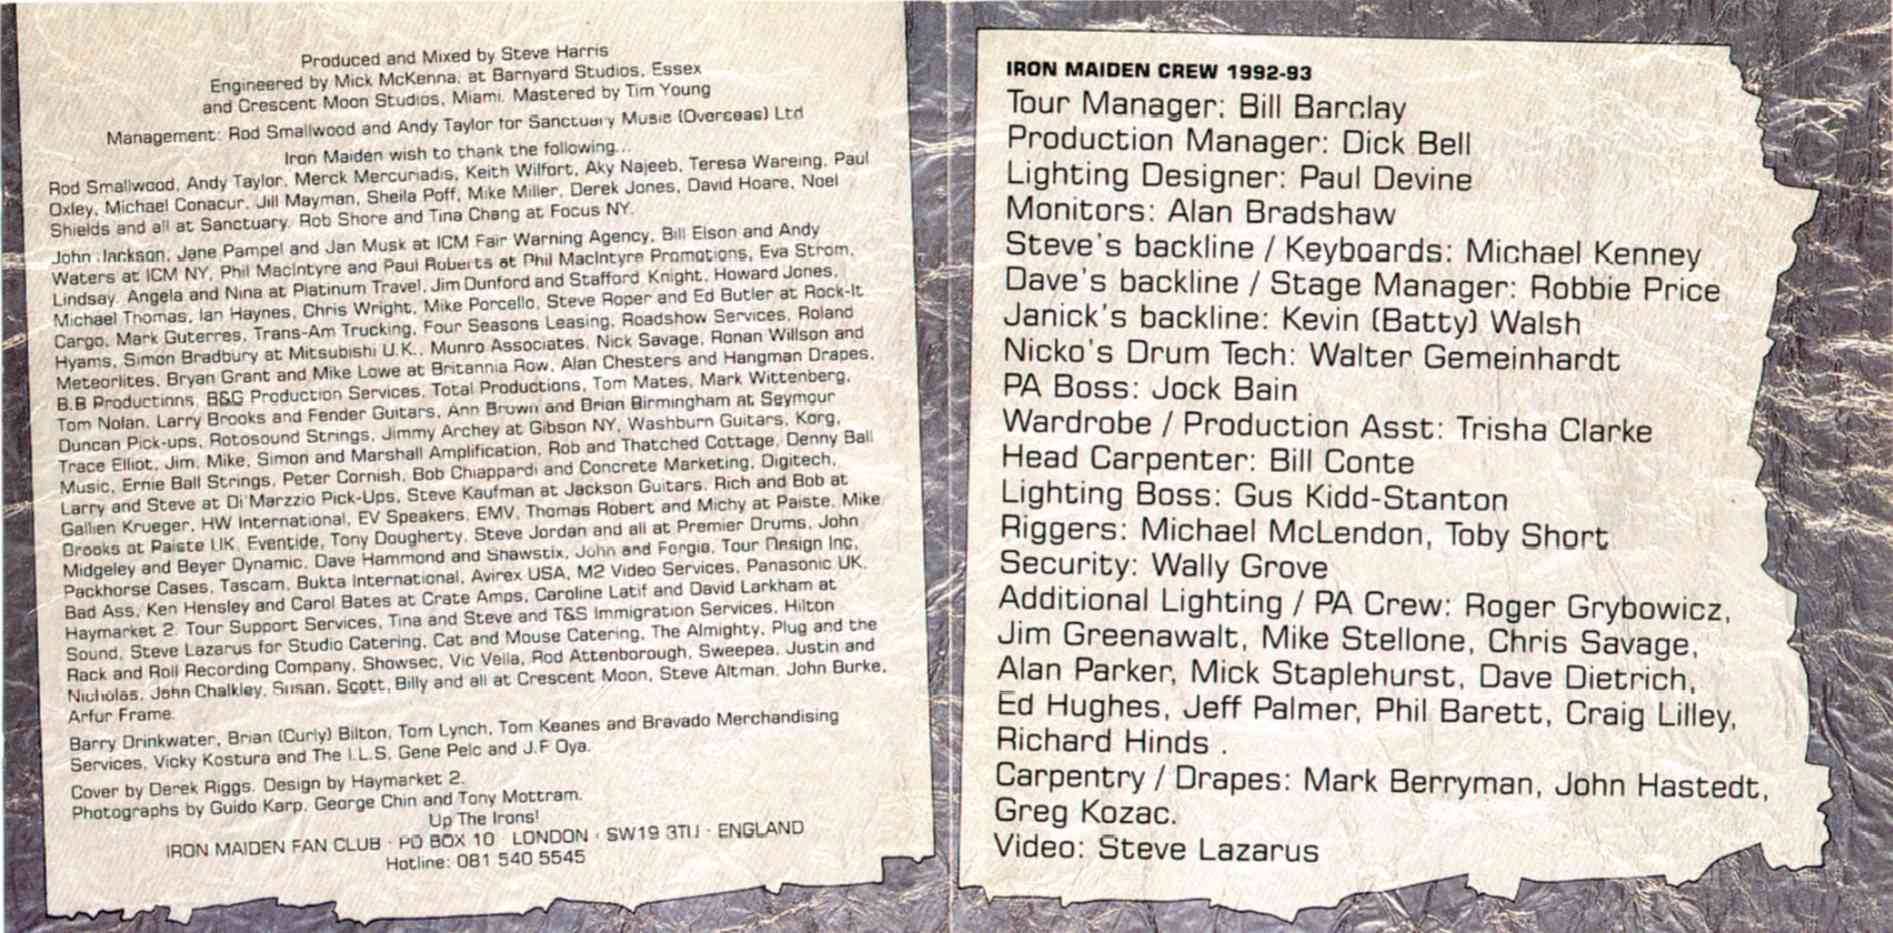 Produced and Mixed by Steve Harris
Engineered by Mick McKenna, at Barnyard Studios, Essex
and Crescent Moon Studios, Miami. Mastered by Tim Young
Management: Rod Smallwood and Andy Taylor for Sanctuary Music (Overseas) Ltd
Iron Maiden wish to thank the following...
Rod Smallwood, Andy Taylor, Merck Mercuriadis, Keith Wilfort, Aky Najeeb, Teresa Wareing, Paul
Oxley, Michael Conacur, Jill Mayman, Sheila Poff, Mike Miller, Derek Jones, David Hoare, Noel
Shields and all at Sanctuary. Rob Shore and Tina Chang at Focus NY.
John Jackson, Jane Pampel and Jan Musk at ICM Fair Warning Agency, Bill Elson and Andy
Waters at ICM NY, Phil MacIntyre and Paul Roberts at Phil MacIntyre Promotions, Eva Strom,
Lindsay, Angela and Nina at Platinum Travel, Jim Dunford and Stafford Knight, Howard Jones,
Michael Thomas, Ian Haynes, Chris Wright, Mike Porcello, Steve Roper and Ed Butler at Rock-It
Cargo, Mark Guterres, Trans-Am Trucking, Four Seasons Leasing, Roadshow Services, Roland
Hyams, Simon Bradbury at Mitsubishi U.K., Munro Associates, Nick Savage, Ronan Willson and
Meteorlites, Bryan Grant and Mike Lowe at Britannia Row, Alan Chesters and Hangman Drapes,
B.B Productions, B&G Production Services, Total Productions, Tom Mates, Mark Wittenberg,
Tom Nolan, Larry Brooks and Fender Guitars, Ann Brown and Brian Birmingham at Seymour
Duncan Pick-ups, Rotosound Strings, Jimmy Archey at Gibson NY, Washburn Guitars, Korg,
Trace Elliot, Jim, Mike, Simon and Marshall Amplification, Rob and Thatched Cottage, Denny Ball
Music, Ernie Ball Strings, Peter Cornish, Bob Chiappardi and Concrete Marketing, Digitech,
Larry and Steve at Di Marzzio Pick-Ups, Steve Kaufman at Jackson Guitars, Rich and Bob at
Gallien Krueger, HW International, EV Speakers, EMV, Thomas Robert and Michy at Paiste, Mike
Brooks at Paiste UK, Eventide, Tony Dougherty, Steve Jordan and all at Premier Drums, John
Midgeley and Beyer Dynamic, Dave Hammond and Shawstix, John and Forgie, Tour Design Inc,
Packhorse Cases, Tascam, Bukta International, Avirex USA, M2 Video Services, Panasonic UK,
Bad Ass, Ken Hensley and Carol Bates at Crate Amps, Caroline Latif and David Larkham at
Haymarket 2. Tour Support Services, Tina and Steve and T&S Immigration Services, Hilton
Sound, Steve Lazarus for Studio Catering, Cat and Mouse Catering, The Almighty, Plug and the
Rack and Roll Recording Company, Showsec, Vic Vella, Rod Attenborough, Sweepea, Justin and
Nicholas, John Chalkley, Susan, Scott, Billy and all at Crescent Moon, Steve Altman, John Burke,
Arfur Frame.
Barry Drinkwater, Brian (Curly) Bilton, Tom Lynch, Tom Keanes and Bravado Merchandising
Services, Vicky Kostura and The I.L.S, Gene Pelc and J.F Oya.
Cover by Derek Riggs. Design by Haymarket 2.
Photographs by Guido Karp, George Chin and Tony Mottram.
Up The Irons!
IRON MAIDEN FAN CLUB · PO BOX 10 · LONDON · SW19 3TU · ENGLAND
Hotline: 081 540 5545
IRON MAIDEN CREW 1992-93
Tour Manager: Bill Barclay
Production Manager: Dick Bell
Lighting Designer: Paul Devine
Monitors: Alan Bradshaw
Steve's backline / Keyboards: Michael Kenney
Dave's backline / Stage Manager: Robbie Price
Janick's backline: Kevin (Batty) Walsh
Nicko's Drum Tech: Walter Gemeinhardt
PA Boss: Jock Bain
Wardrobe / Production Asst: Trisha Clarke
Head Carpenter: Bill Conte
Lighting Boss: Gus Kidd-Stanton
Riggers: Michael McLendon, Toby Short
Security: Wally Grove
Additional Lighting / PA Crew: Roger Grybowicz,
Jim Greenawalt, Mike Stellone, Chris Savage,
Alan Parker, Mick Staplehurst, Dave Dietrich,
Ed Hughes, Jeff Palmer, Phil Barett, Craig Lilley,
Richard Hinds .
Carpentry / Drapes: Mark Berryman, John Hastedt,
Greg Kozac.
Video: Steve Lazarus